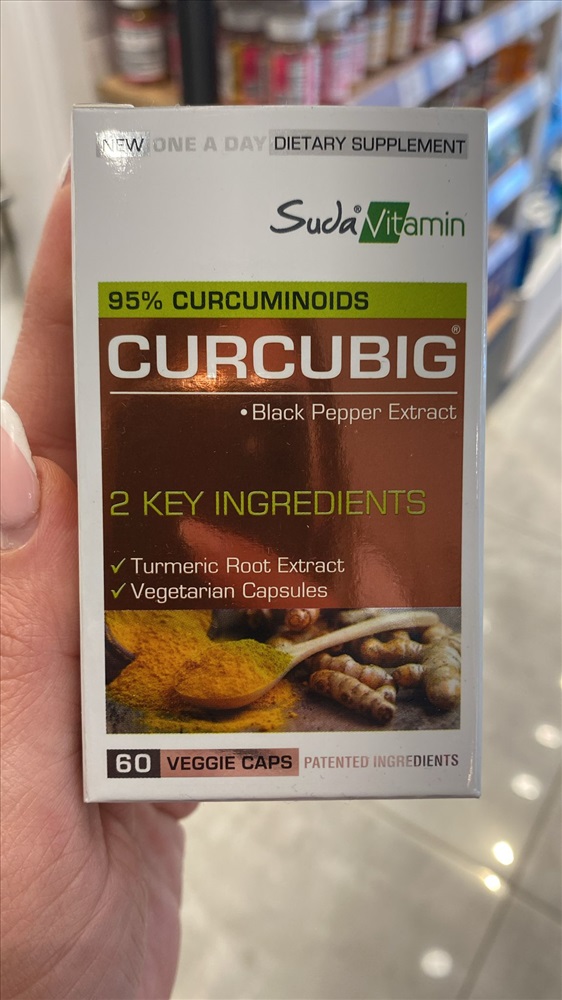 NEW ONE A DAY DIETARY SUPPLEMENT
Suda® Vitamin
95% CURCUMINOIDS
CURCUBIG®
•Black Pepper Extract
2 KEY INGREDIENTS
✓ Turmeric Root Extract
✓ Vegetarian Capsules
60 VEGGIE CAPS PATENTED INGREDIENTS